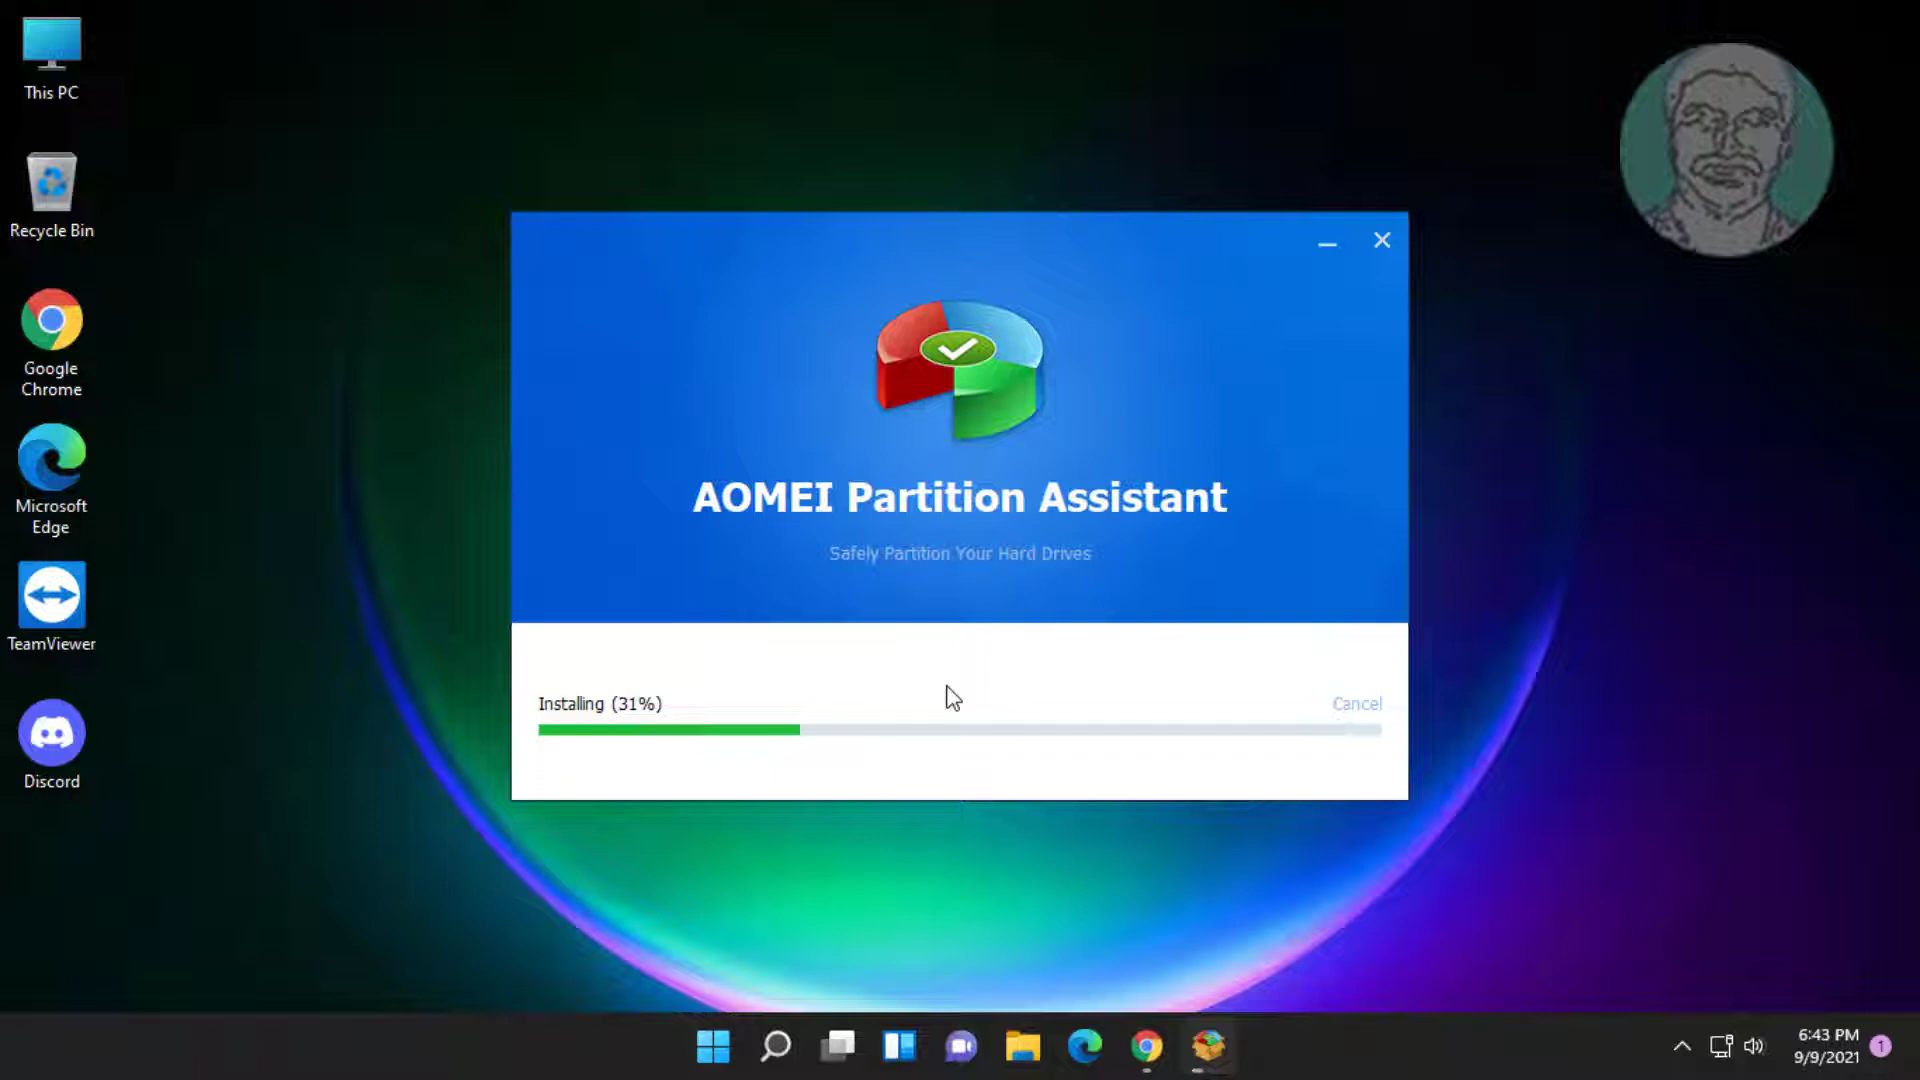 This PC
Recycle Bin
Google
Chrome
Microsoft
Edge
TeamViewer
Discord
AOMEI Partition Assistant
Safely Partition Your Hard Drives
Installing (31%)
Cancel
6:43 PM
9/9/2021
1